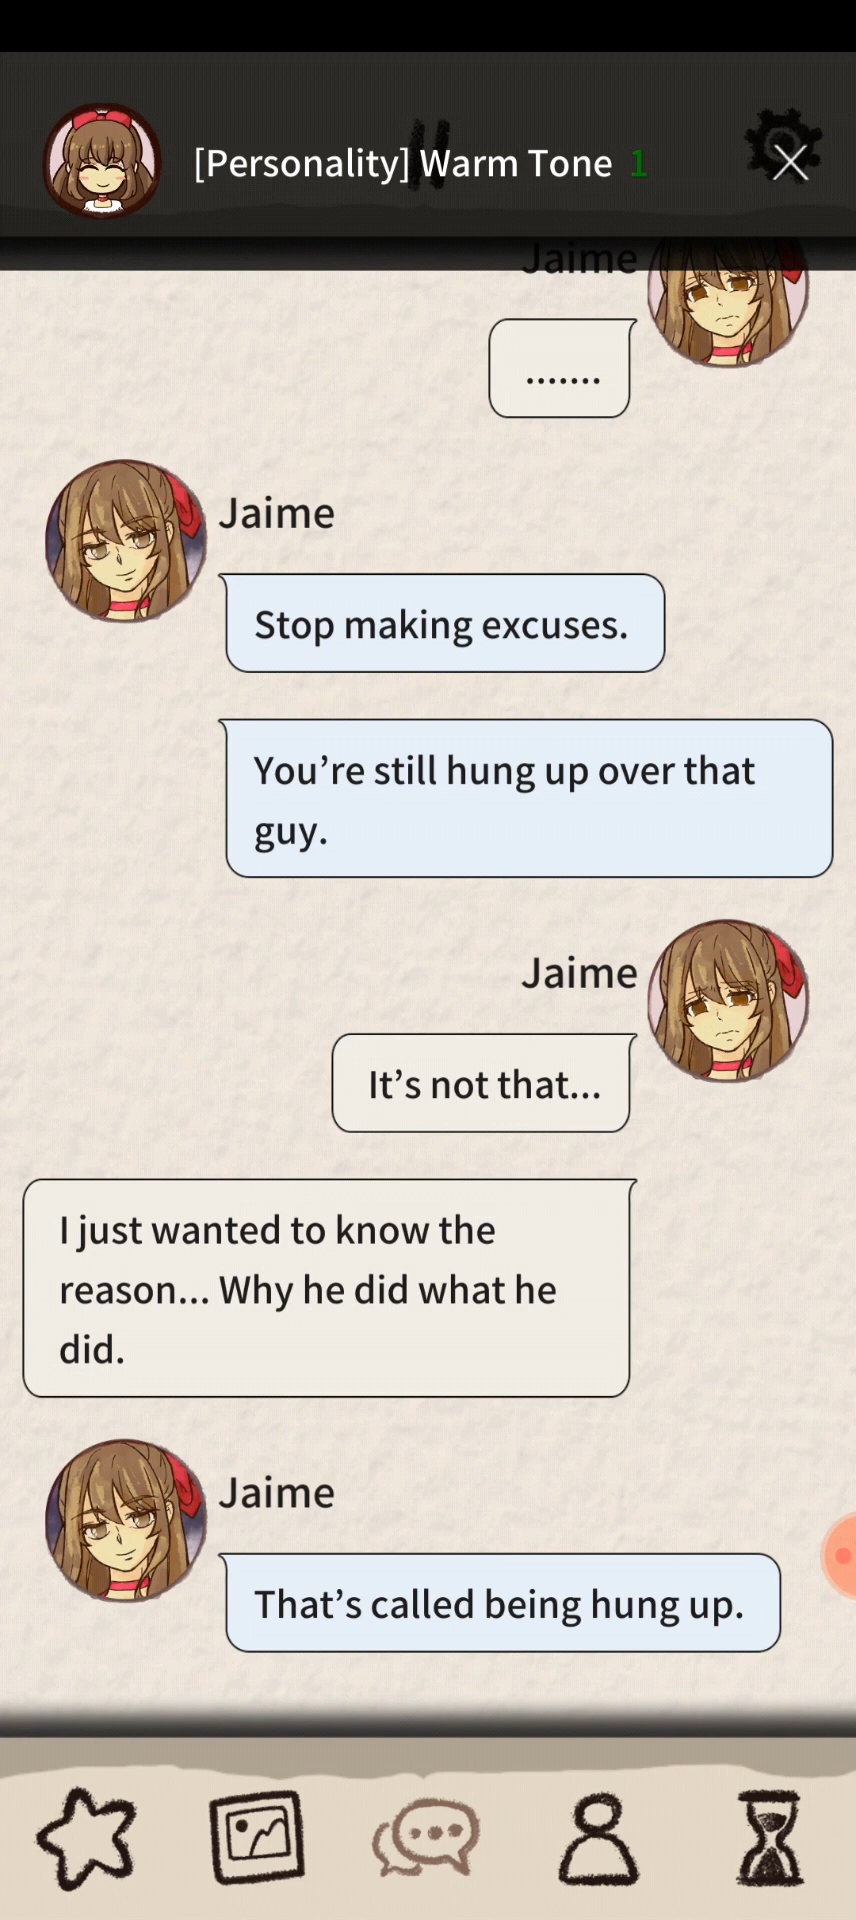 [Personality] Warm Tone 1
Jaime
.......
Jaime
Stop making excuses.
You’re still hung up over that
guy.
Jaime
It’s not that...
I just wanted to know the
reason... Why he did what he
did.
Jaime
That’s called being hung up.